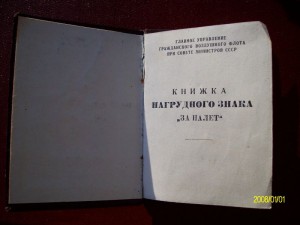 ГЛАВНОЕ УПРАВЛЕНИЕ
ГРАЖДАНСКОГО ВОЗДУШНОГО ФЛОТА
ПРИ СОВЕТЕ МИНИСТРОВ СССР
КНИЖКА
НАГРУДНОГО ЗНАКА
„ЗА НАЛЕТ“
2008/01/01